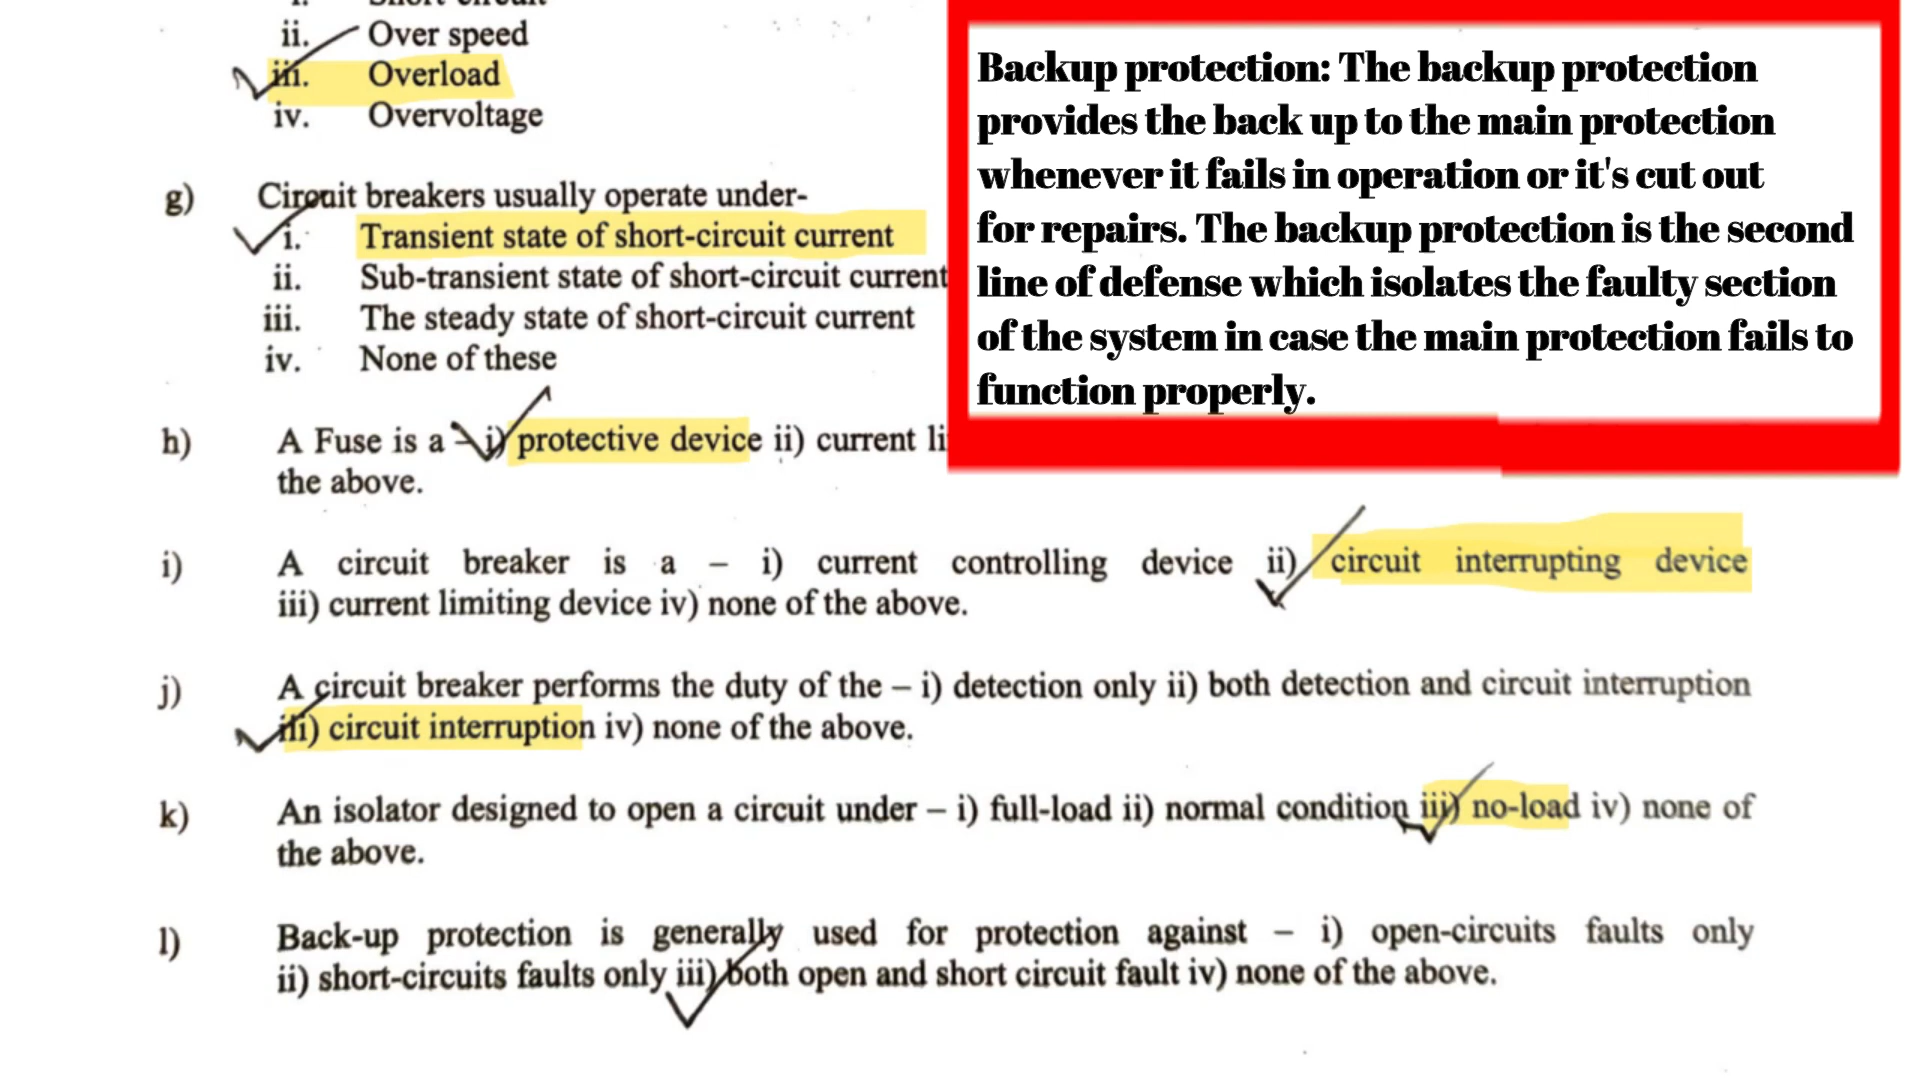 ii. Over speed
iii. Overload
iv. Overvoltage
g) Circuit breakers usually operate under-
i. Transient state of short-circuit current
ii. Sub-transient state of short-circuit current
iii. The steady state of short-circuit current
iv. None of these
h) A Fuse is a i) protective device ii) current
the above.
i) A circuit breaker is a – i) current controlling device ii) circuit interrupting device
iii) current limiting device iv) none of the above.
j) A circuit breaker performs the duty of the – i) detection only ii) both detection and circuit interruption
iii) circuit interruption iv) none of the above.
k) An isolator designed to open a circuit under – i) full-load ii) normal condition iii) no-load iv) none of
the above.
l) Back-up protection is generally used for protection against – i) open-circuits faults only
ii) short-circuits faults only iii) both open and short circuit fault iv) none of the above.
Backup protection: The backup protection
provides the back up to the main protection
whenever it fails in operation or it's cut out
for repairs. The backup protection is the second
line of defense which isolates the faulty section
of the system in case the main protection fails to
function properly.